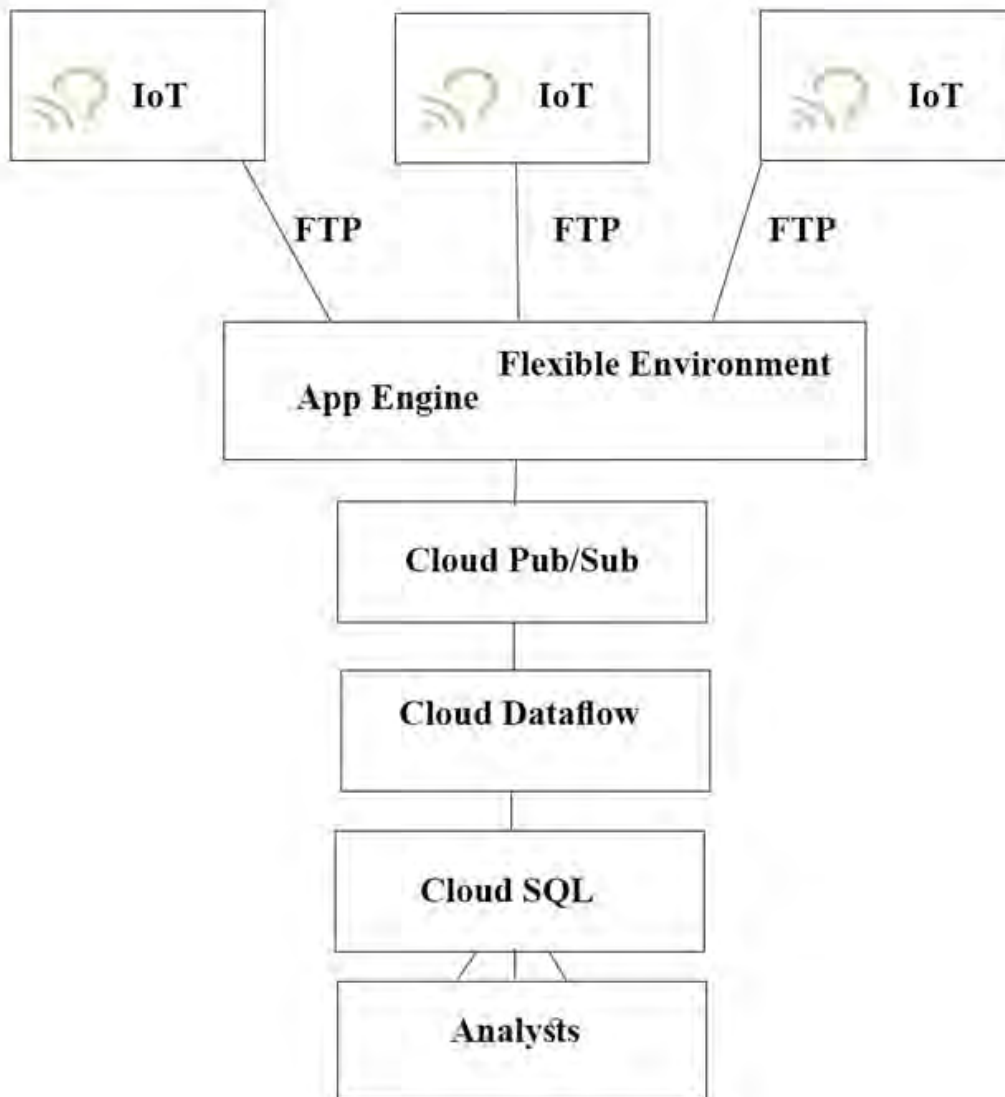 IoT
IoT
IoT
FTP
FTP
FTP
Flexible Environment
App Engine
Cloud Pub/Sub
Cloud Dataflow
Cloud SQL
Analysts